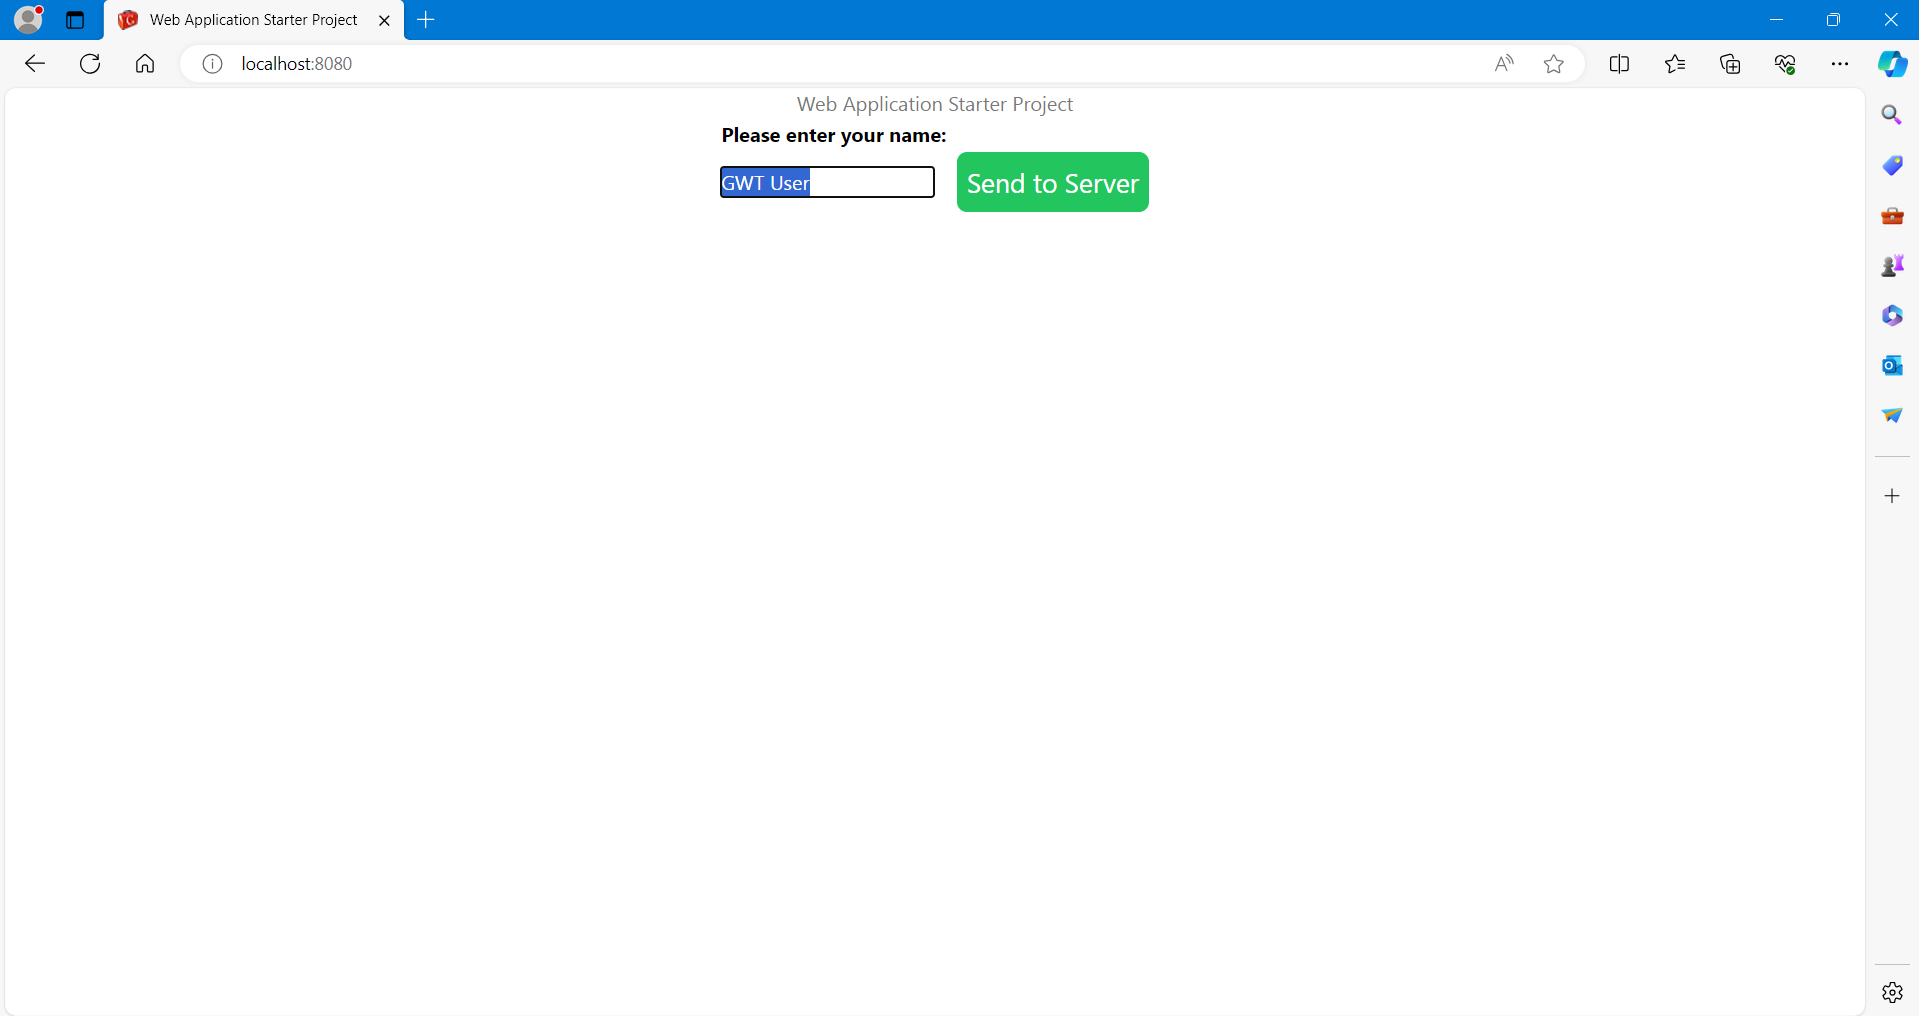 Web Application Starter Project
localhost:8080
Web Application Starter Project
Please enter your name:
GWT User
Send to Server